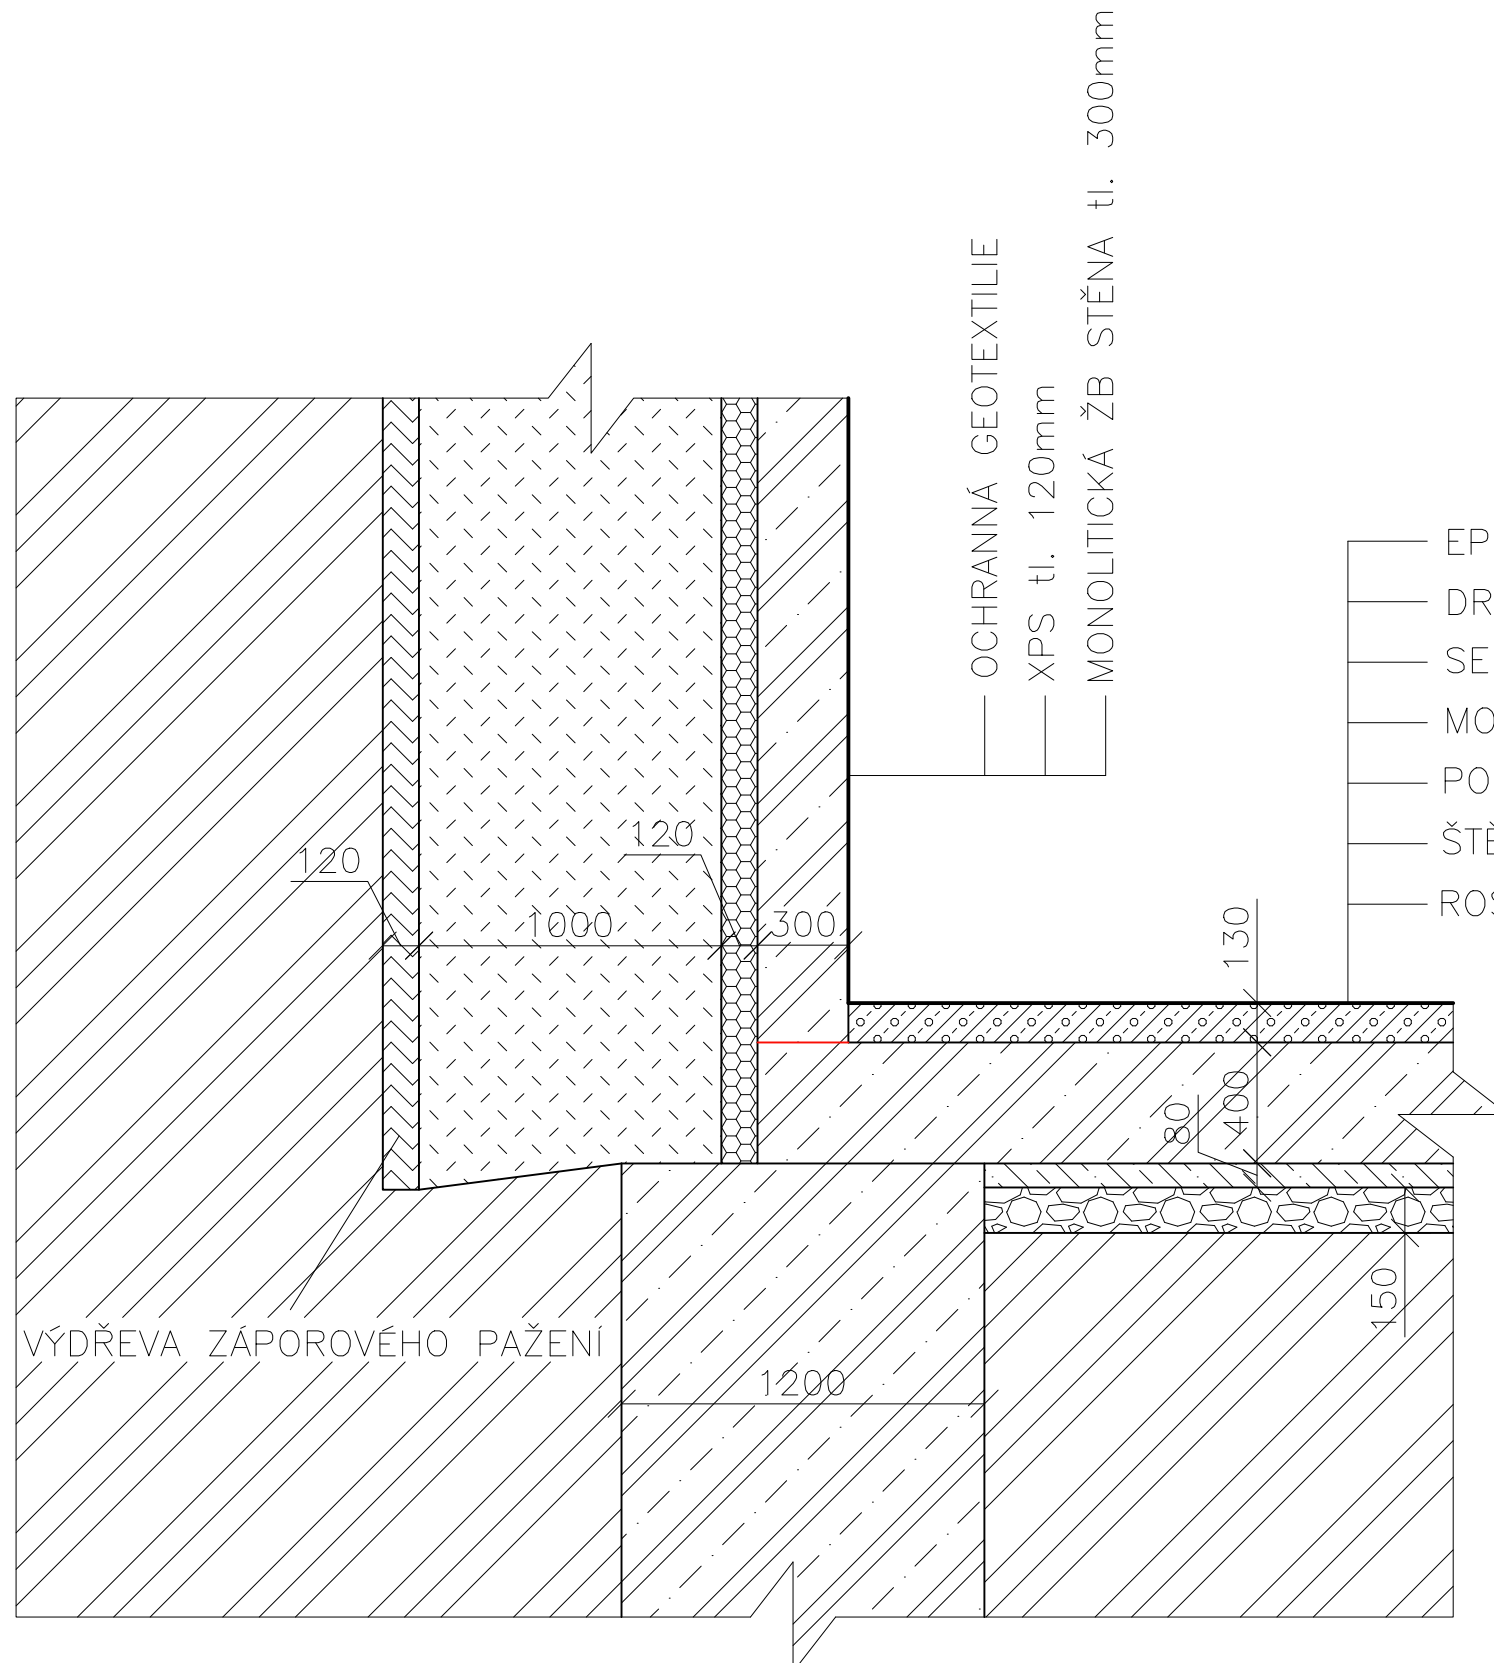 OCHRANNÁ GEOTEXTILIE
XPS tl. 120mm
MONOLITICKÁ ŽB STĚNA tl. 300mm
EP
DR
SE
MO
PO
ŠTĚ
ROS
120
1000
120
300
130
400
80
150
VÝDŘEVA ZÁPOROVÉHO PAŽENÍ
1200